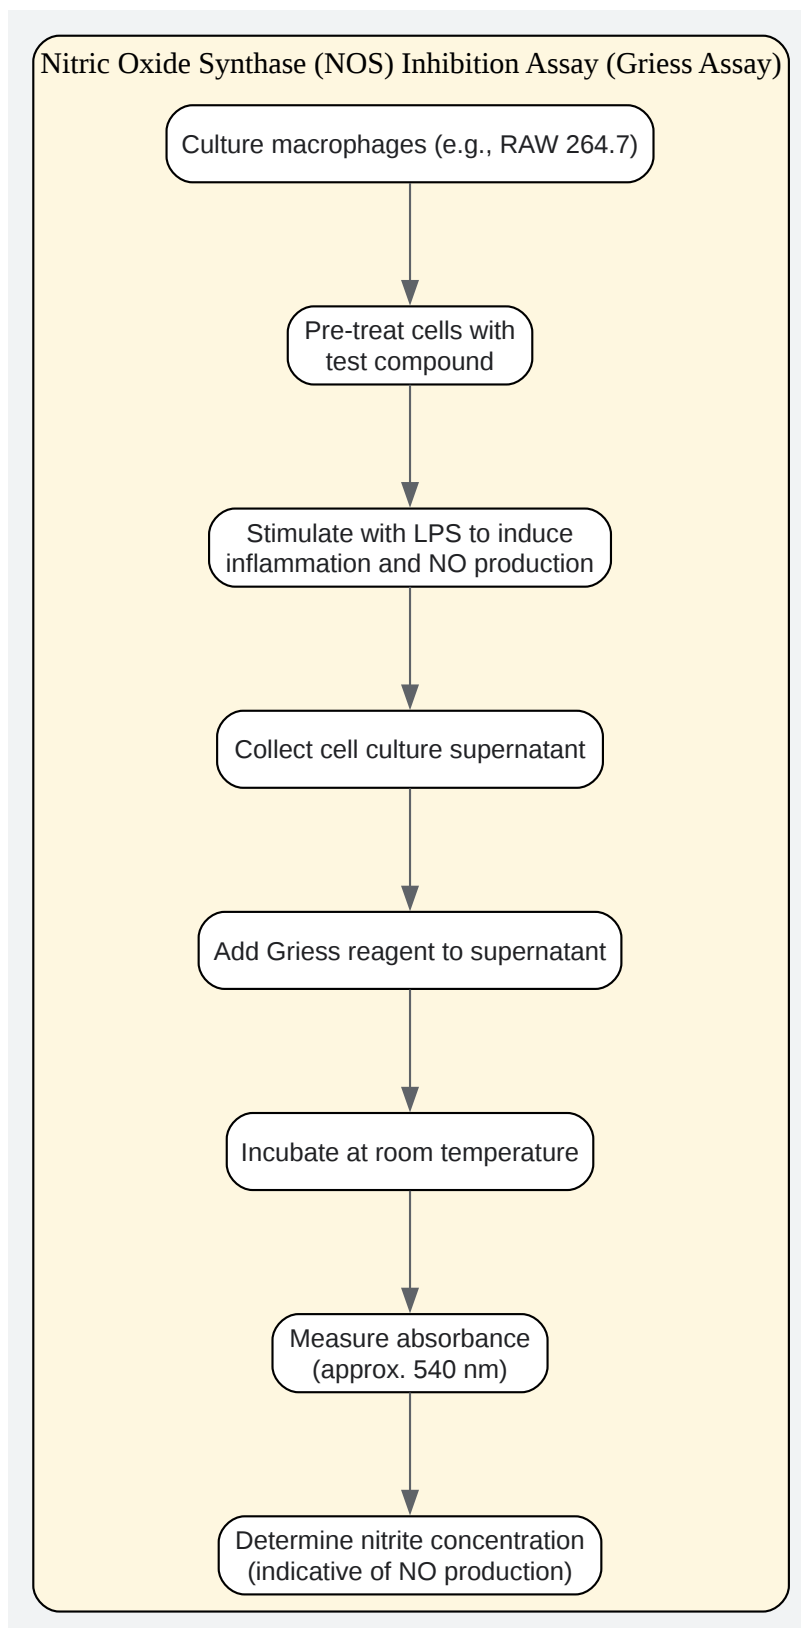 Nitric Oxide Synthase (NOS) Inhibition Assay (Griess Assay)
Culture macrophages (e.g., RAW 264.7)
Pre-treat cells with
test compound
Stimulate with LPS to induce
inflammation and NO production
Collect cell culture supernatant
Add Griess reagent to supernatant
Incubate at room temperature
Measure absorbance
(approx. 540 nm)
Determine nitrite concentration
(indicative of NO production)